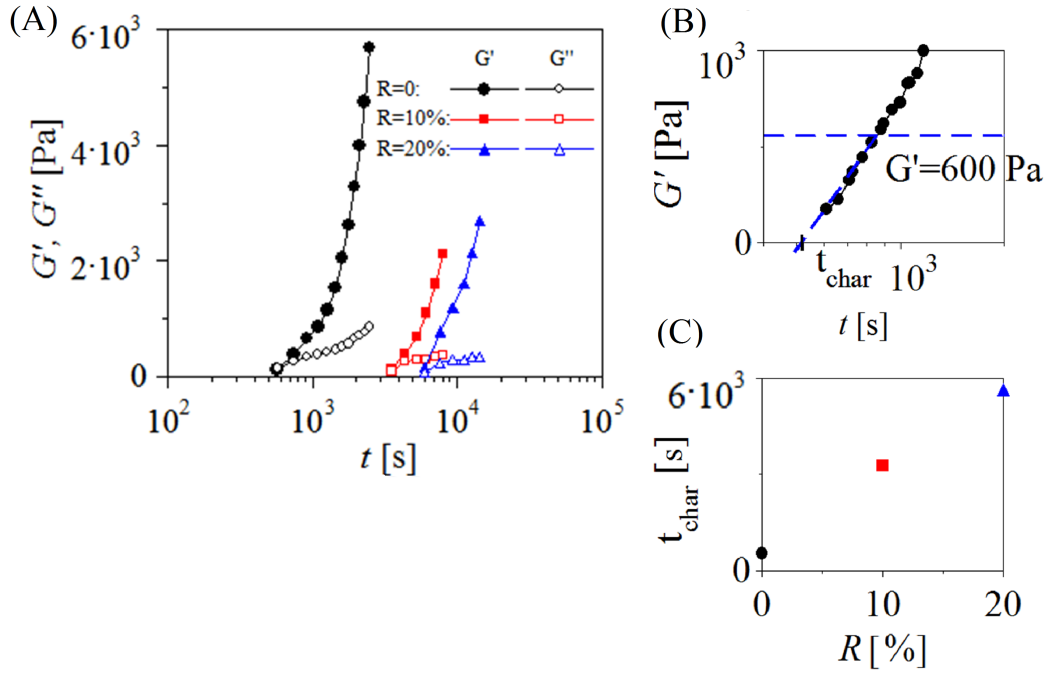 (A)
6·10³
4·10³
2·10³
0
G', G'' [Pa]
10² 10³ 10⁴ 10⁵
t [s]
G' G''
R=0:
R=10%:
R=20%:
(B)
10³
0
G' [Pa]
G'=600 Pa
t_char 10³
t [s]
(C)
6·10³
0
t_char [s]
0 10 20
R [%]